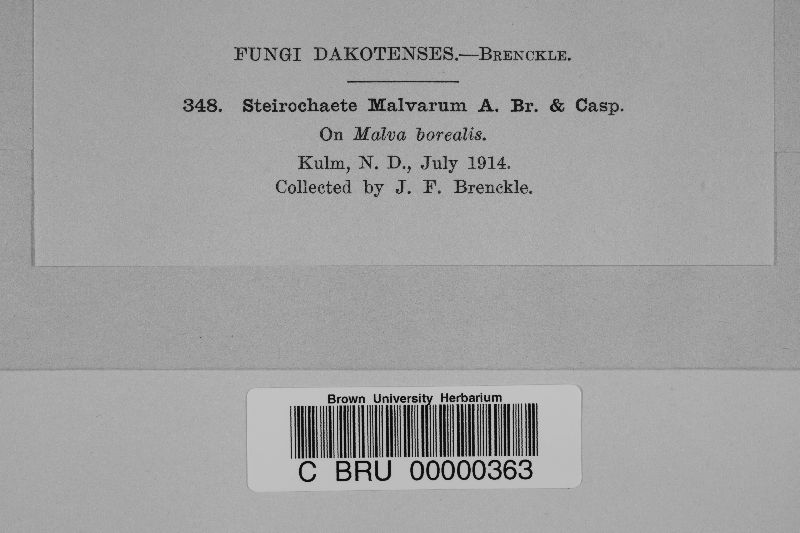 FUNGI DAKOTENSES.—BRENCKLE.
348. Steirochaete Malvarum A. Br. & Casp.
On Malva borealis.
Kulm, N. D., July 1914.
Collected by J. F. Brenckle.
Brown University Herbarium
C BRU 00000363